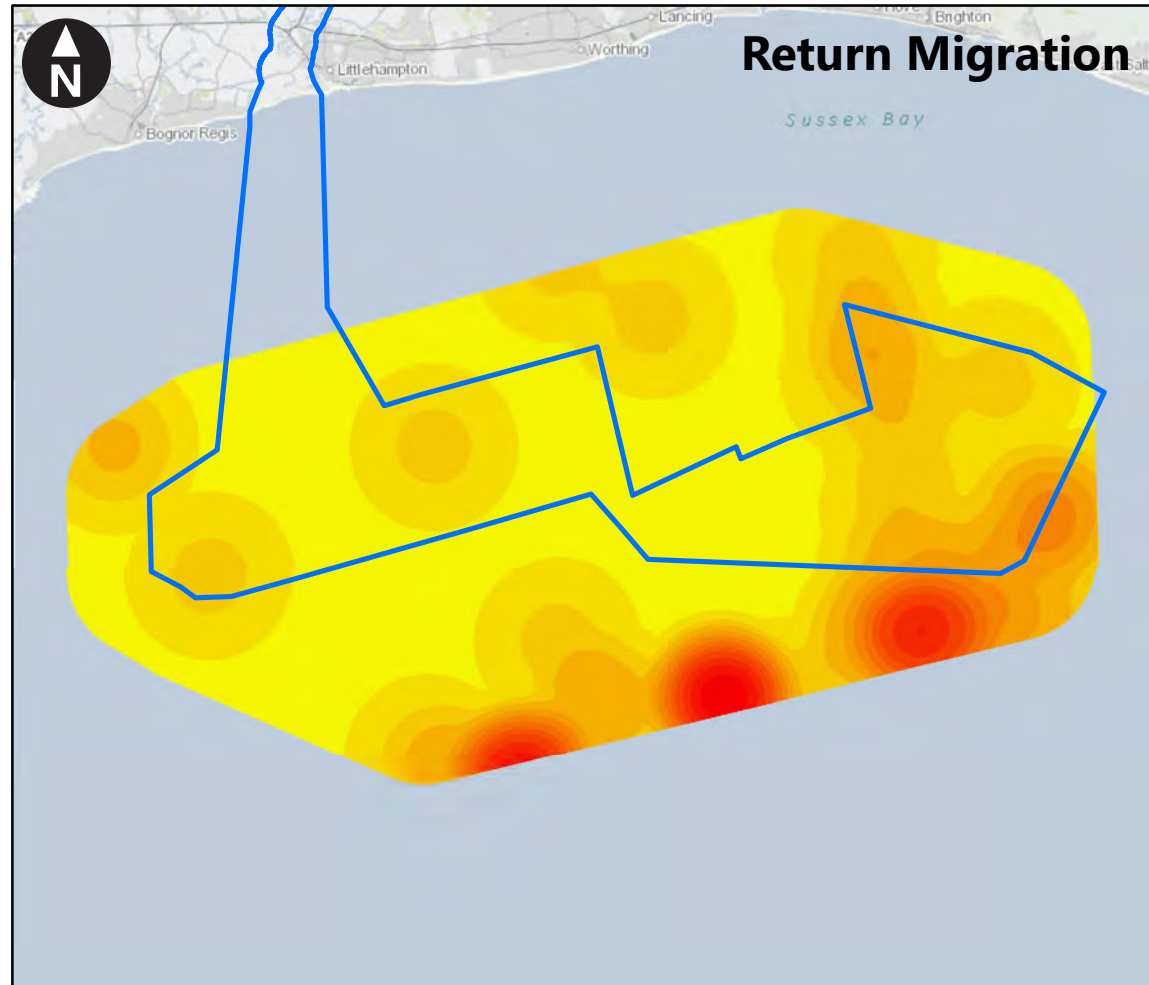 Lancing
Brighton
Worthing
Return Migration
N
Littlehampton
Sussex Bay
Bognor Regis